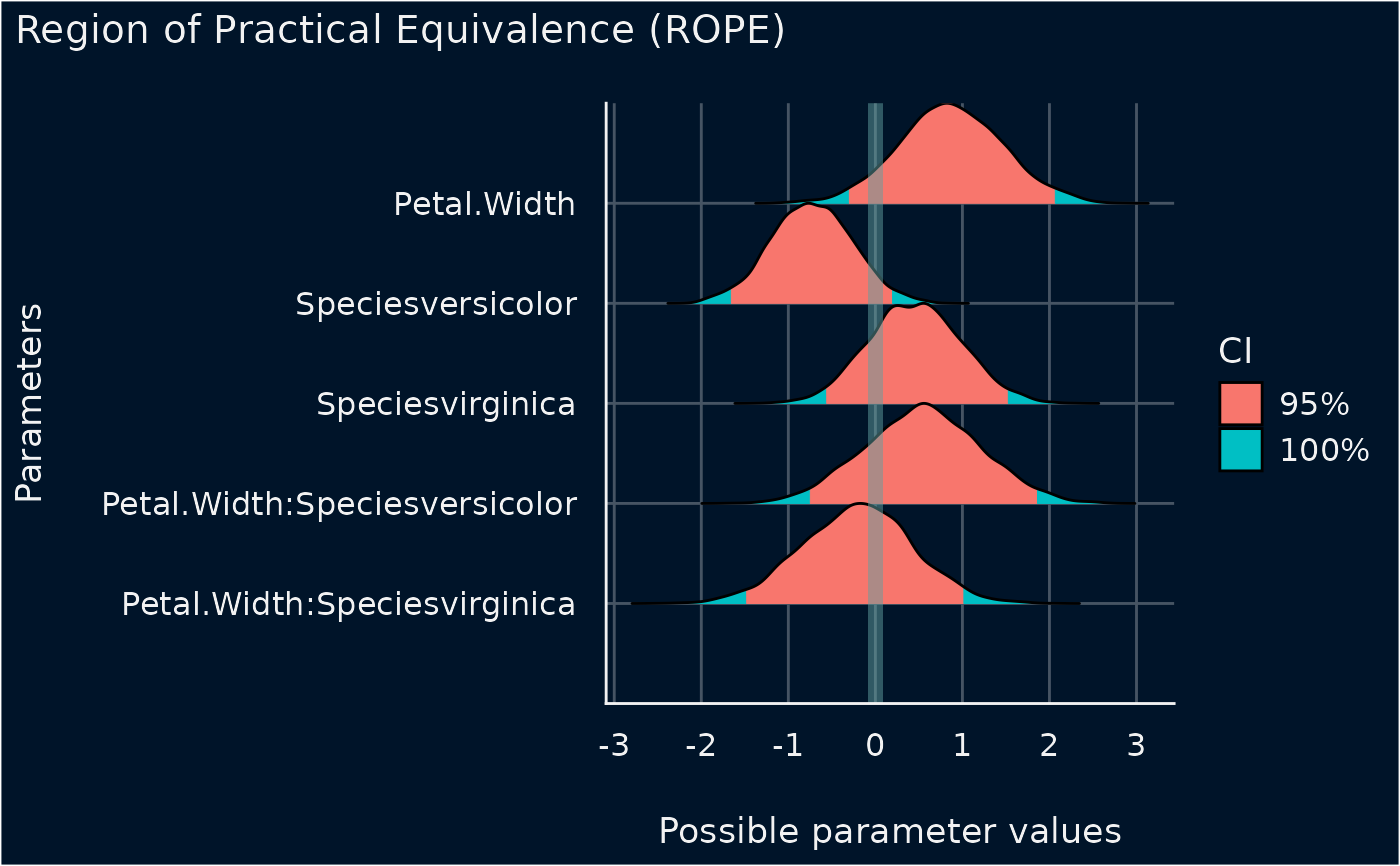 Region of Practical Equivalence (ROPE)
Parameters
Petal.Width
Speciesversicolor
Speciesvirginica
Petal.Width:Speciesversicolor
Petal.Width:Speciesvirginica
-3 -2 -1 0 1 2 3
Possible parameter values
CI
95%
100%